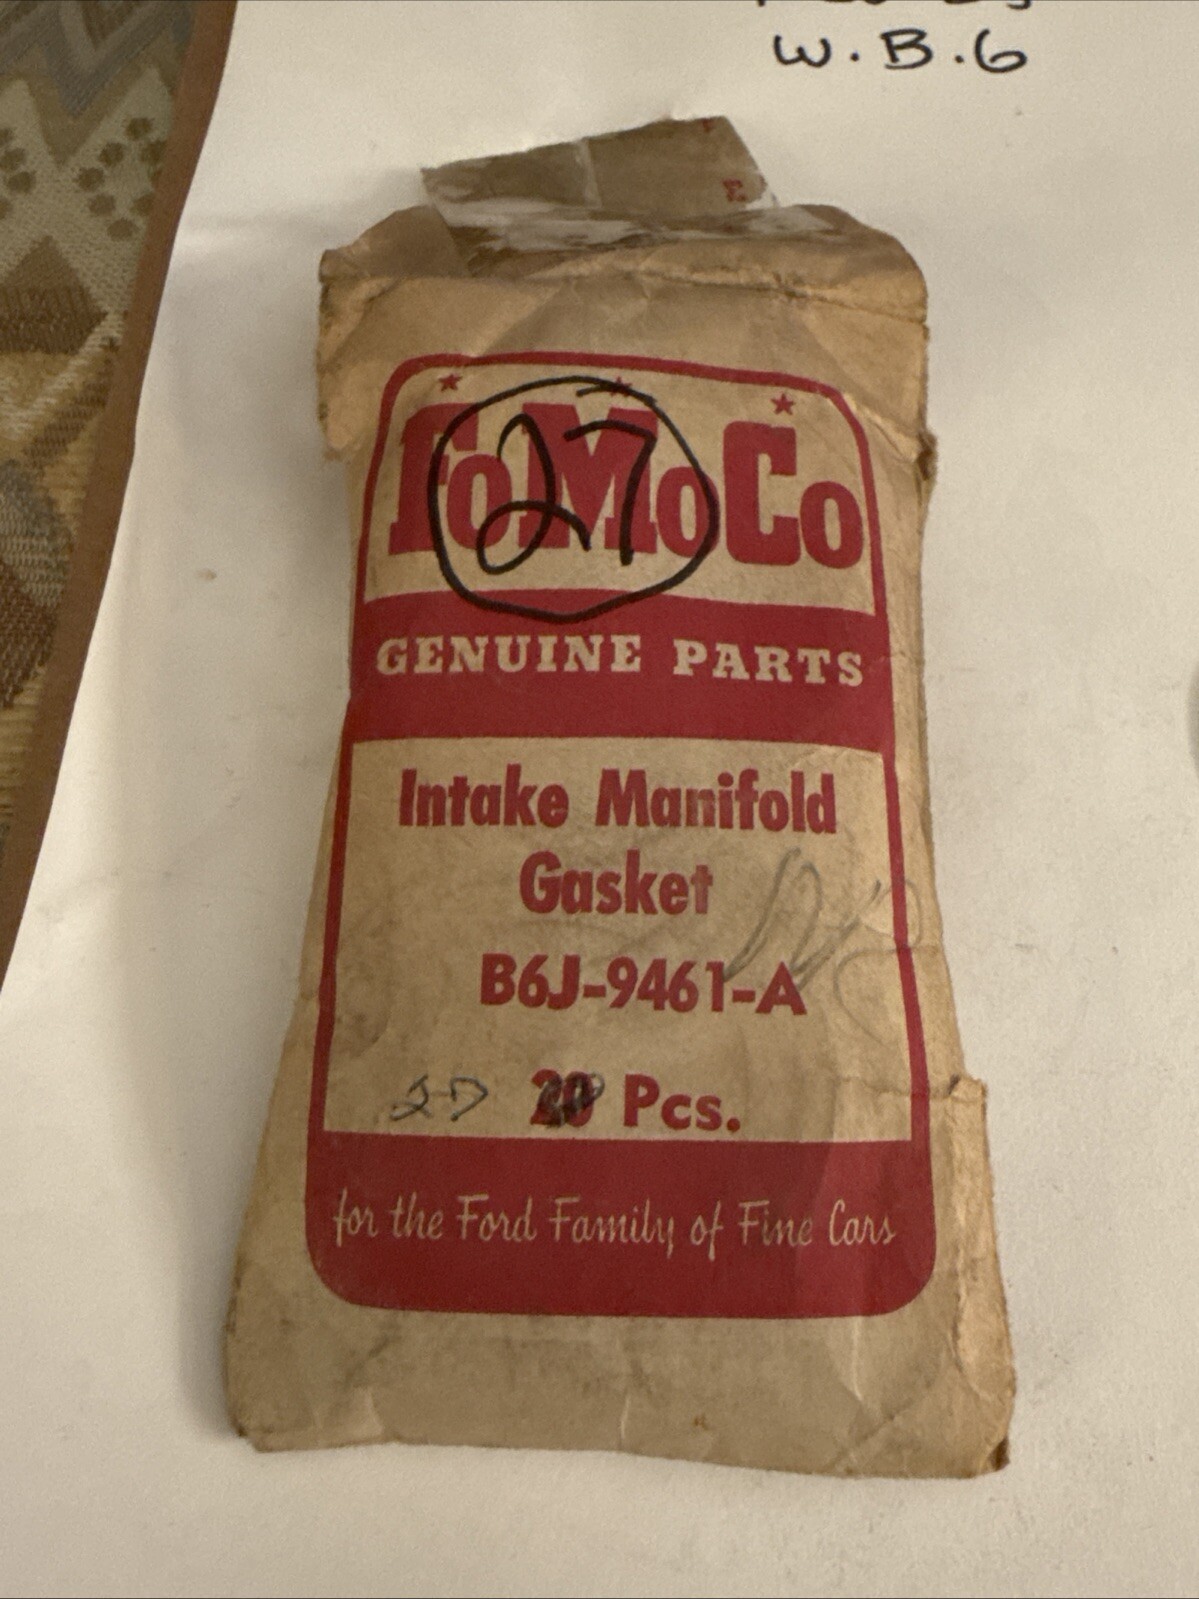 W.B.6
FoMoCo
27
GENUINE PARTS
Intake Manifold
Gasket
B6J-9461-A
27 20 Pcs.
for the Ford Family of Fine Cars